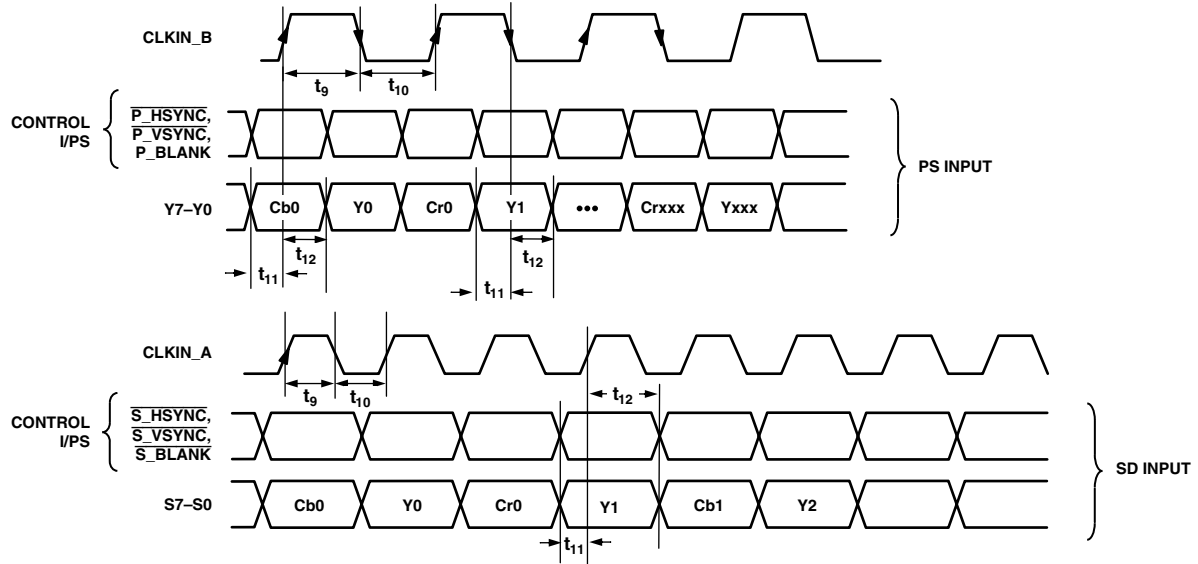 CLKIN_B
t9
t10
CONTROL
I/PS
P_HSYNC,
P_VSYNC,
P_BLANK
PS INPUT
Y7–Y0
Cb0
Y0
Cr0
Y1
•••
Crxxx
Yxxx
t12
t12
t11
t11
CLKIN_A
t9
t10
t12
CONTROL
I/PS
S_HSYNC,
S_VSYNC,
S_BLANK
SD INPUT
S7–S0
Cb0
Y0
Cr0
Y1
Cb1
Y2
t11